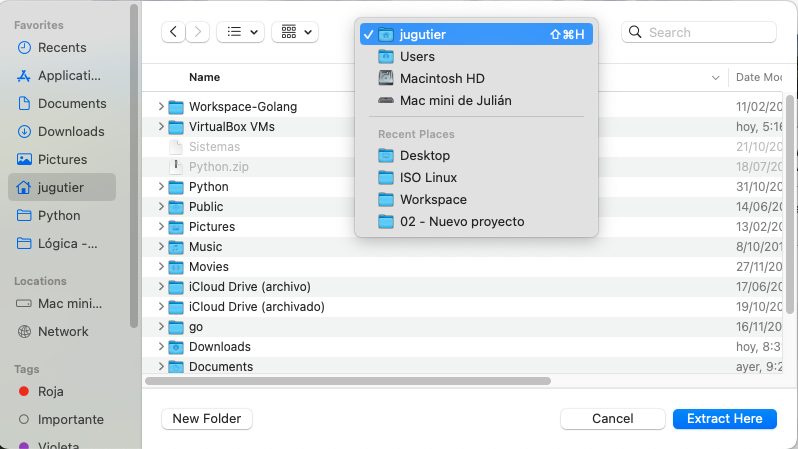 Favorites
Recents
Applicati...
Documents
Downloads
Pictures
jugutier
Python
Lógica -...
Locations
Mac mini...
Network
Tags
Roja
Importante
Violeta
jugutier ⇧⌘H
Users
Macintosh HD
Mac mini de Julián
Recent Places
Desktop
ISO Linux
Workspace
02 - Nuevo proyecto
Search
Name Date Mod
Workspace-Golang 11/02/20
VirtualBox VMs hoy, 5:16
Sistemas 21/10/20
Python.zip 18/07/20
Python 31/10/20
Public 14/06/20
Pictures 13/02/20
Music 8/10/201
Movies 27/11/20
iCloud Drive (archivo) 17/06/20
iCloud Drive (archivado) 19/10/20
go 16/11/20
Downloads hoy, 8:3
Documents ayer, 9:2
New Folder
Cancel
Extract Here